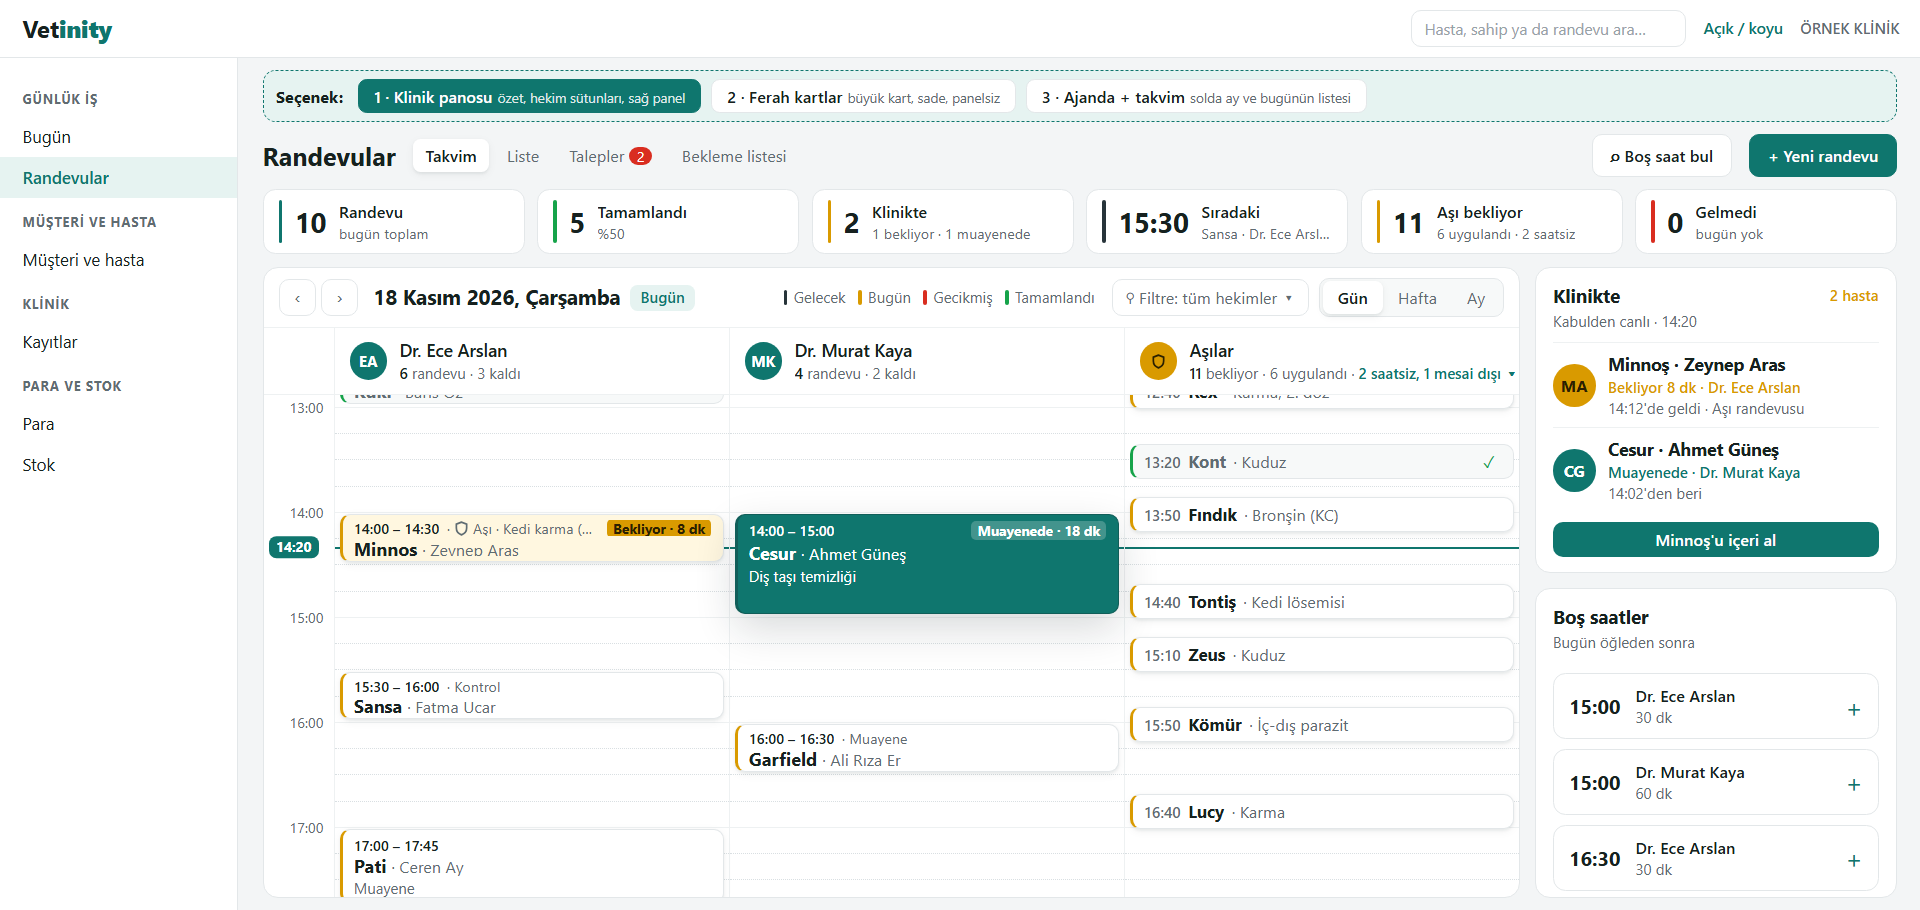 Vetinity
Hasta, sahip ya da randevu ara...
Açık / koyu
ÖRNEK KLİNİK
GÜNLÜK İŞ
Bugün
Randevular
MÜŞTERİ VE HASTA
Müşteri ve hasta
KLİNİK
Kayıtlar
PARA VE STOK
Para
Stok
Seçenek:
1 · Klinik panosu özet, hekim sütunları, sağ panel
2 · Ferah kartlar büyük kart, sade, panelsiz
3 · Ajanda + takvim solda ay ve bugünün listesi
Randevular
Takvim
Liste
Talepler 2
Bekleme listesi
Boş saat bul
+ Yeni randevu
10
Randevu
bugün toplam
5
Tamamlandı
%50
2
Klinikte
1 bekliyor · 1 muayenede
15:30
Sıradaki
Sansa · Dr. Ece Arsl...
11
Aşı bekliyor
6 uygulandı · 2 saatsiz
0
Gelmedi
bugün yok
‹ ›
18 Kasım 2026, Çarşamba
Bugün
Gelecek
Bugün
Gecikmiş
Tamamlandı
Filtre: tüm hekimler ▾
Gün
Hafta
Ay
EA
Dr. Ece Arslan
6 randevu · 3 kaldı
MK
Dr. Murat Kaya
4 randevu · 2 kaldı
Aşılar
11 bekliyor · 6 uygulandı · 2 saatsiz, 1 mesai dışı ▾
13:00
14:00
14:20
15:00
16:00
17:00
14:00 – 14:30 · Aşı · Kedi karma (...
Bekliyor · 8 dk
Minnoş · Zeynep Aras
15:30 – 16:00 · Kontrol
Sansa · Fatma Uçar
17:00 – 17:45
Pati · Ceren Ay
Muayene
14:00 – 15:00
Muayenede · 18 dk
Cesur · Ahmet Güneş
Diş taşı temizliği
16:00 – 16:30 · Muayene
Garfield · Ali Rıza Er
13:20 Kont · Kuduz ✓
13:50 Fındık · Bronşin (KC)
14:40 Tontiş · Kedi lösemisi
15:10 Zeus · Kuduz
15:50 Kömür · İç-dış parazit
16:40 Lucy · Karma
Klinikte
2 hasta
Kabulden canlı · 14:20
MA
Minnoş · Zeynep Aras
Bekliyor 8 dk · Dr. Ece Arslan
14:12'de geldi · Aşı randevusu
CG
Cesur · Ahmet Güneş
Muayenede · Dr. Murat Kaya
14:02'den beri
Minnoş'u içeri al
Boş saatler
Bugün öğleden sonra
15:00
Dr. Ece Arslan
30 dk
+
15:00
Dr. Murat Kaya
60 dk
+
16:30
Dr. Ece Arslan
30 dk
+